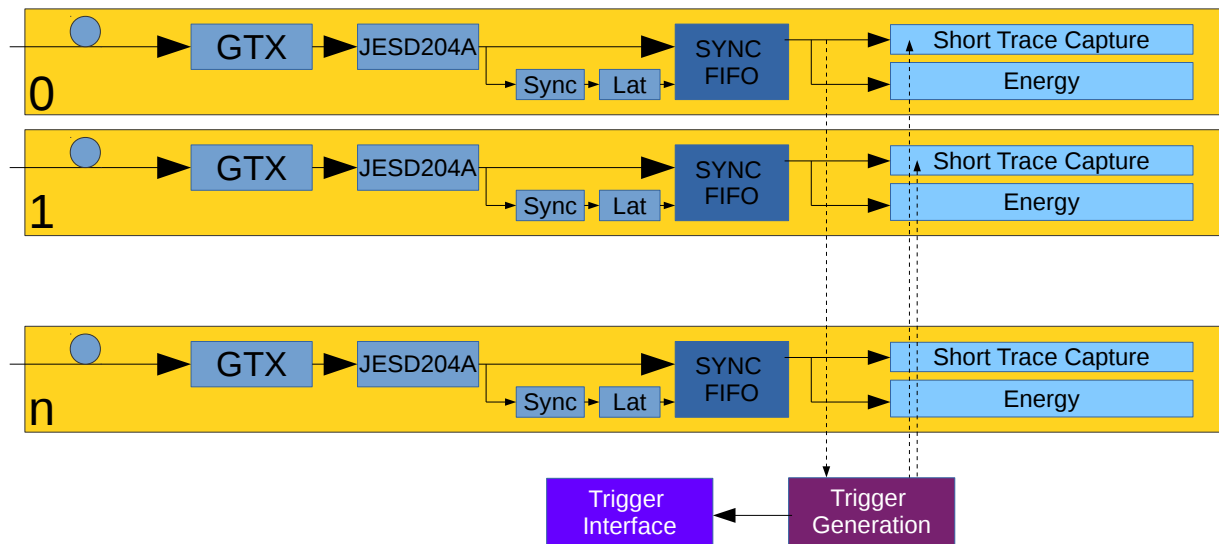 GTX
JESD204A
Sync
Lat
SYNC
FIFO
Short Trace Capture
Energy
0
GTX
JESD204A
Sync
Lat
SYNC
FIFO
Short Trace Capture
Energy
1
GTX
JESD204A
Sync
Lat
SYNC
FIFO
Short Trace Capture
Energy
n
Trigger
Interface
Trigger
Generation